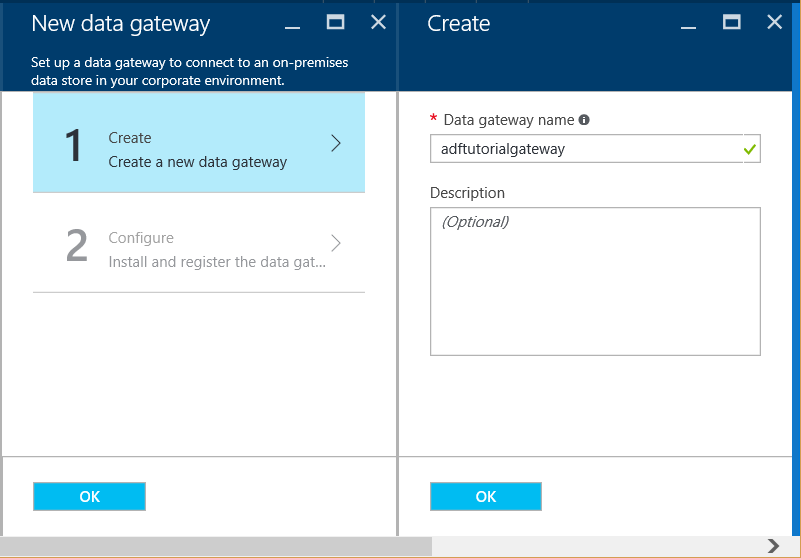 New data gateway
Set up a data gateway to connect to an on-premises
data store in your corporate environment.
1
Create
Create a new data gateway
2
Configure
Install and register the data gat...
OK
Create
* Data gateway name
adftutorialgateway
Description
(Optional)
OK